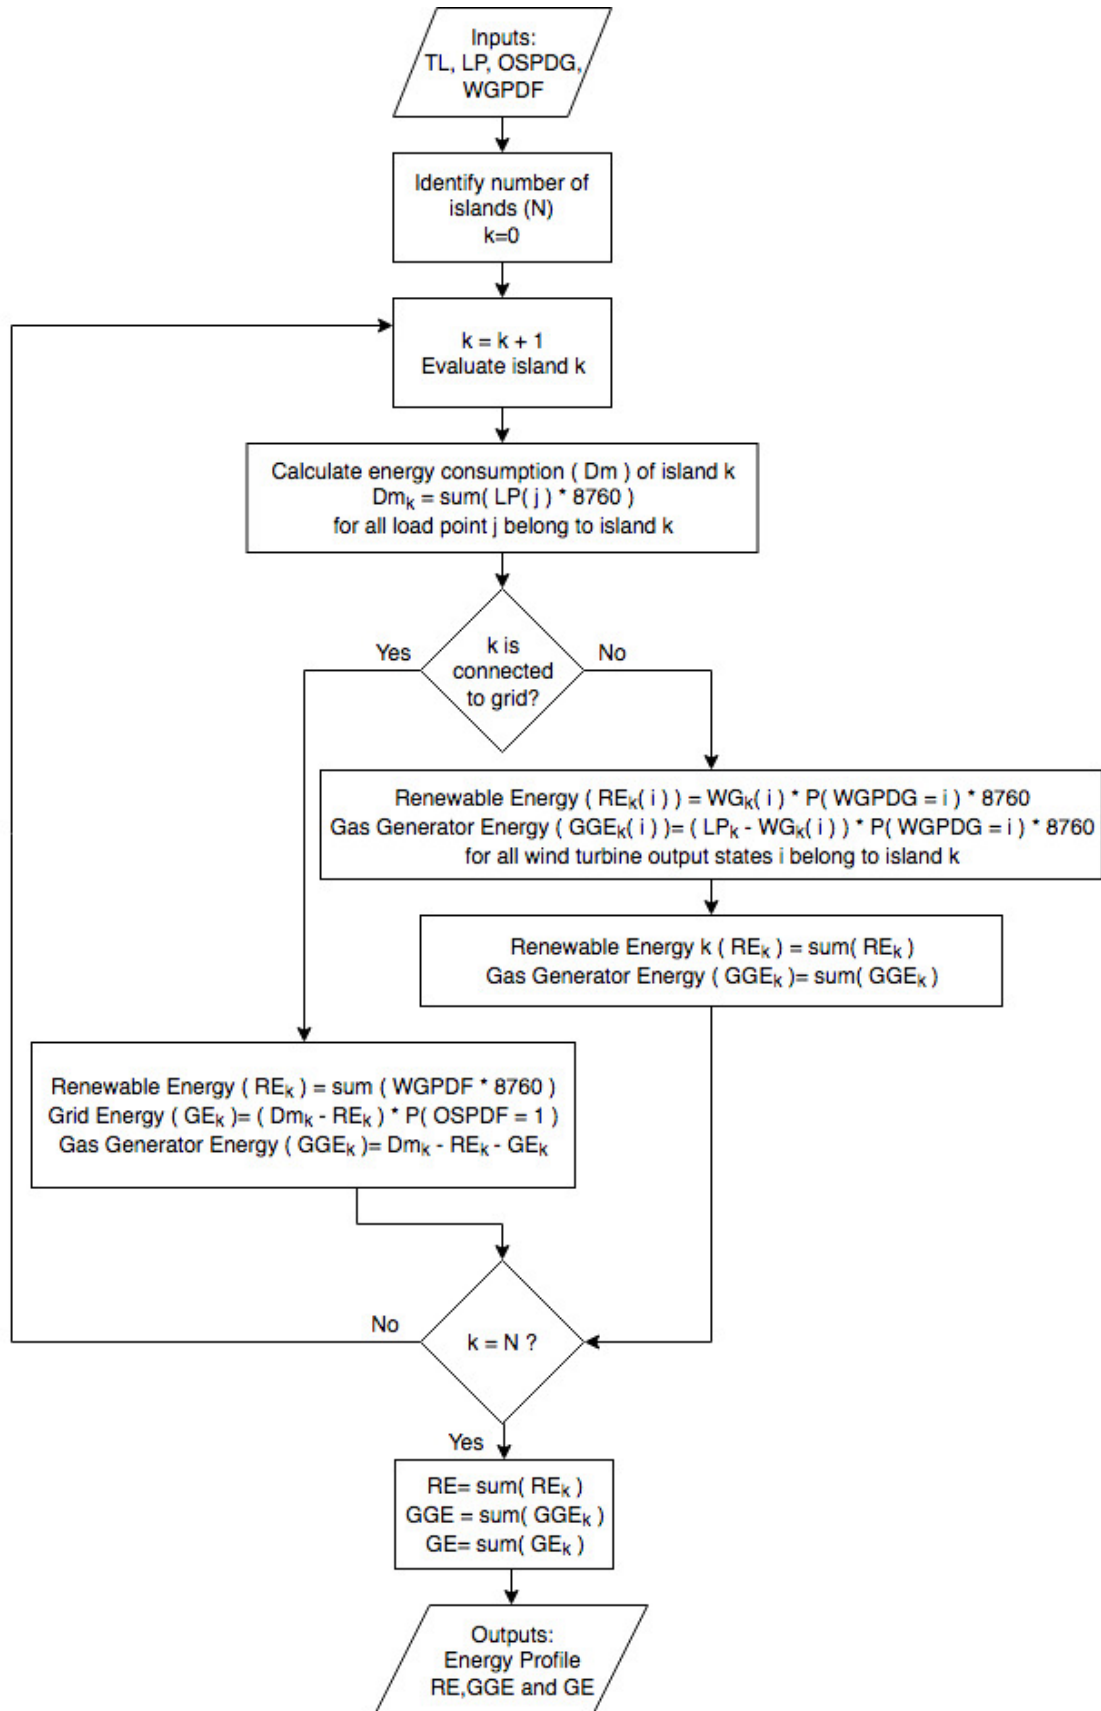 Inputs:
TL, LP, OSPDG,
WGPDF
Identify number of
islands (N)
k=0
k = k + 1
Evaluate island k
Calculate energy consumption ( Dm ) of island k
Dmₖ = sum( LP( j ) * 8760 )
for all load point j belong to island k
k is
connected
to grid?
Yes
No
Renewable Energy ( REₖ( i ) ) = WGₖ( i ) * P( WGPDG = i ) * 8760
Gas Generator Energy ( GGEₖ( i ) )= ( LPₖ - WGₖ( i ) ) * P( WGPDG = i ) * 8760
for all wind turbine output states i belong to island k
Renewable Energy k ( REₖ ) = sum( REₖ )
Gas Generator Energy ( GGEₖ )= sum( GGEₖ )
Renewable Energy ( REₖ ) = sum ( WGPDF * 8760 )
Grid Energy ( GEₖ )= ( Dmₖ - REₖ ) * P( OSPDF = 1 )
Gas Generator Energy ( GGEₖ )= Dmₖ - REₖ - GEₖ
No
k = N ?
Yes
RE= sum( REₖ )
GGE = sum( GGEₖ)
GE= sum( GEₖ )
Outputs:
Energy Profile
RE,GGE and GE